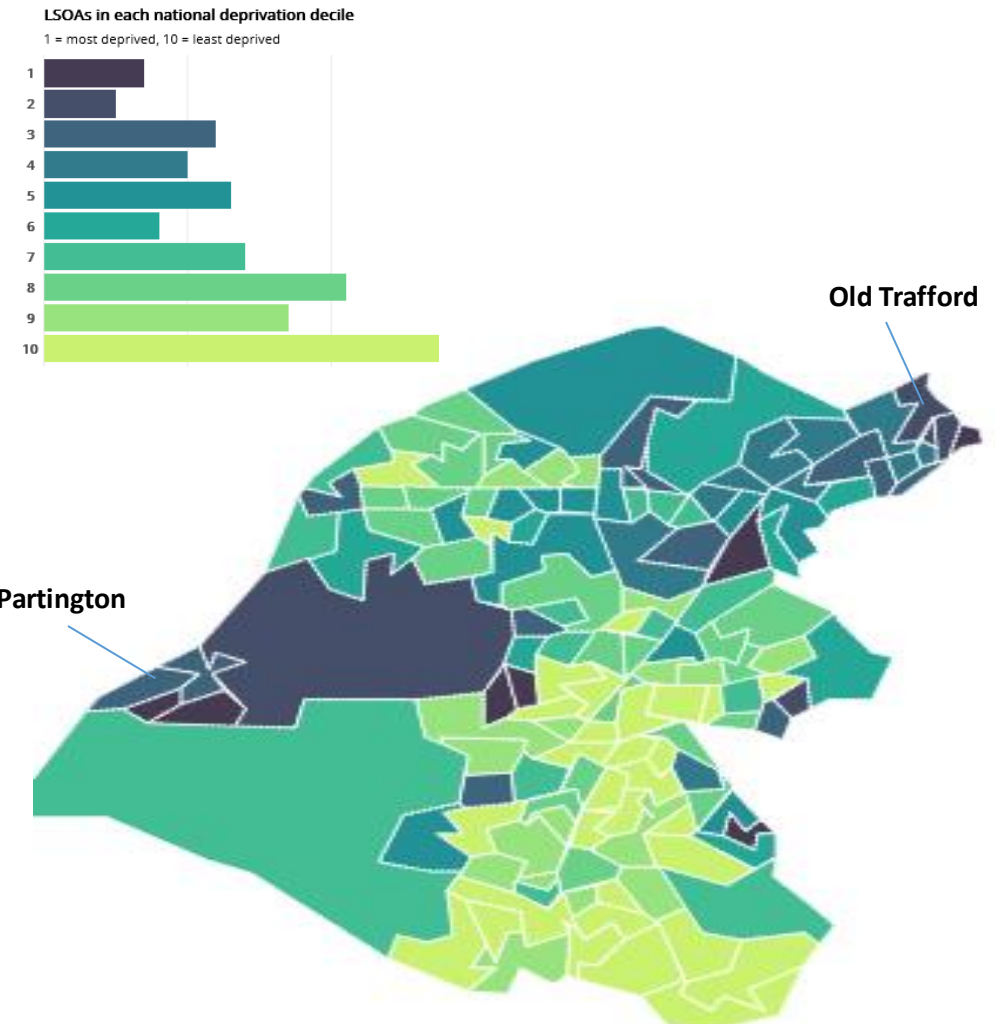 LSOAs in each national deprivation decile
1 = most deprived, 10 = least deprived
1
2
3
4
5
6
7
8
9
10
Old Trafford
Partington